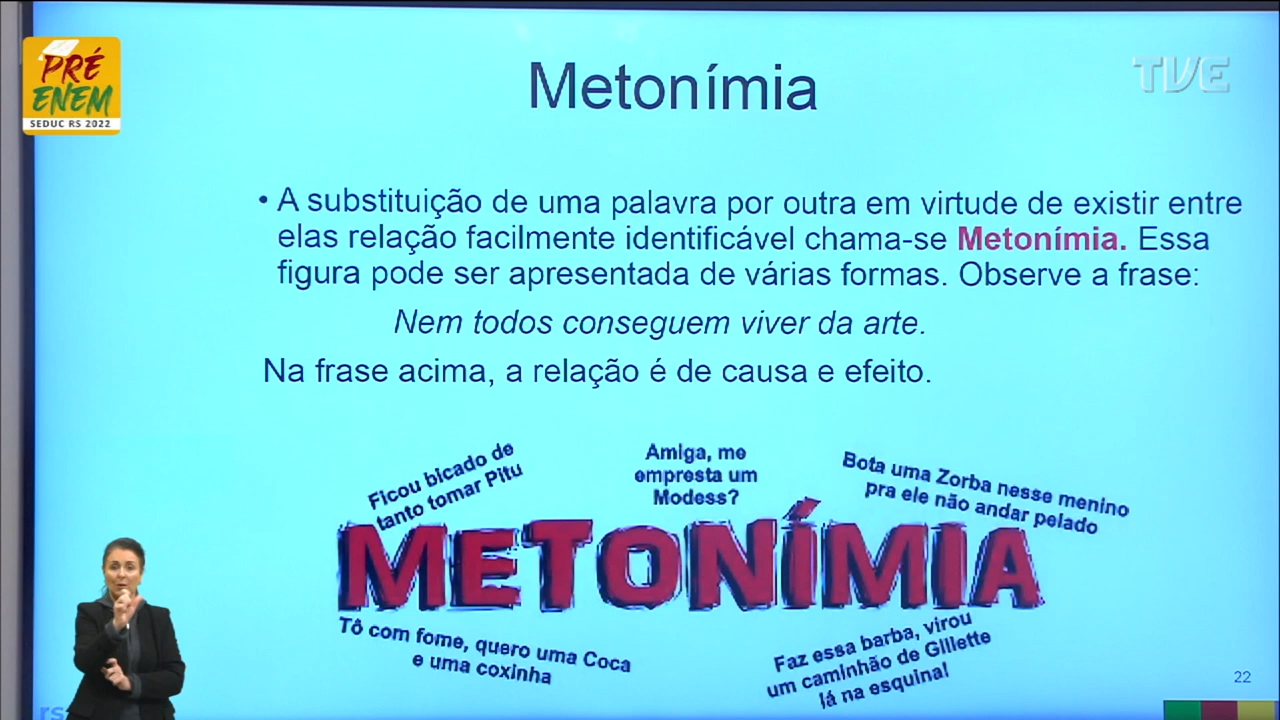 PRÉ
ENEM
SEDUC RS 2022
TVE
Metonímia
• A substituição de uma palavra por outra em virtude de existir entre
elas relação facilmente identificável chama-se Metonímia. Essa
figura pode ser apresentada de várias formas. Observe a frase:
Nem todos conseguem viver da arte.
Na frase acima, a relação é de causa e efeito.
Ficou bicado de
tanto tomar Pitu
Amiga, me
empresta um
Modess?
Bota uma Zorba nesse menino
pra ele não andar pelado
METONÍMIA
Tô com fome, quero uma Coca
e uma coxinha
Faz essa barba, virou
um caminhão de Gillette
lá na esquina!
22
rs